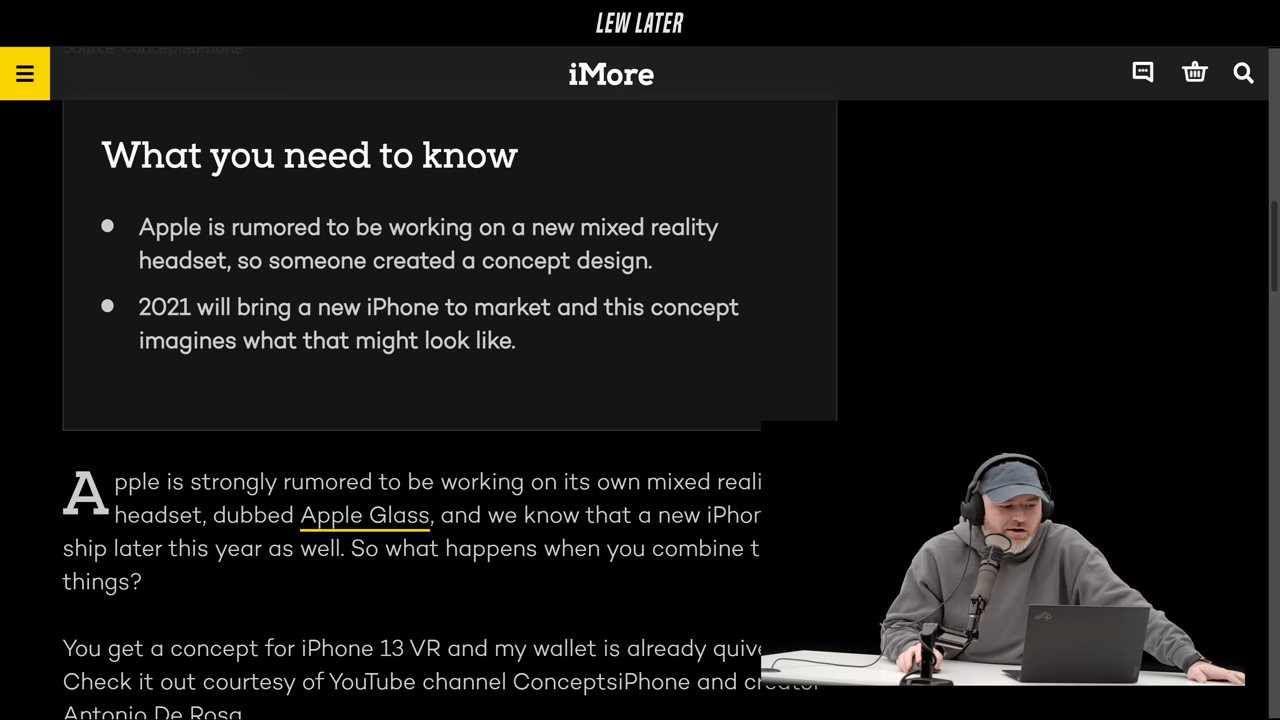 LEW LATER
Source: ConceptsiPhone
iMore
What you need to know
Apple is rumored to be working on a new mixed reality
headset, so someone created a concept design.
2021 will bring a new iPhone to market and this concept
imagines what that might look like.
Apple is strongly rumored to be working on its own mixed reali
headset, dubbed Apple Glass, and we know that a new iPhon
ship later this year as well. So what happens when you combine t
things?
You get a concept for iPhone 13 VR and my wallet is already quive
Check it out courtesy of YouTube channel ConceptsiPhone and creator
Antonio De Rosa